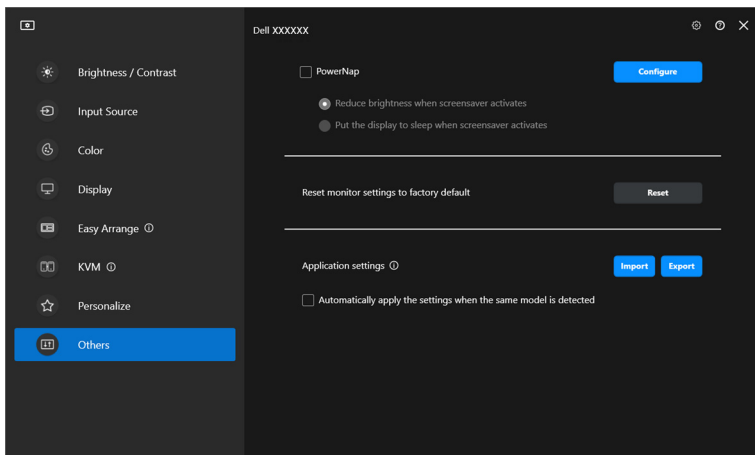 Dell XXXXXX
Brightness / Contrast
Input Source
Color
Display
Easy Arrange
KVM
Personalize
Others
PowerNap
Configure
Reduce brightness when screensaver activates
Put the display to sleep when screensaver activates
Reset monitor settings to factory default
Reset
Application settings
Import
Export
Automatically apply the settings when the same model is detected